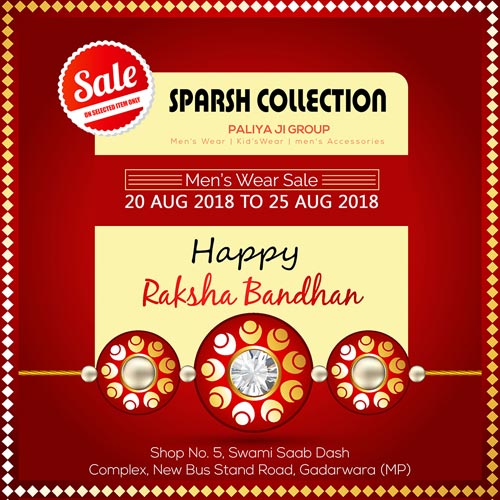 Sale
ON SELECTED ITEM ONLY
SPARSH COLLECTION
PALIYA JI GROUP
Men's Wear | Kid'sWear | men's Accessories
Men's Wear Sale
20 AUG 2018 TO 25 AUG 2018
Happy
Raksha Bandhan
Shop No. 5, Swami Saab Dash
Complex, New Bus Stand Road, Gadarwara (MP)